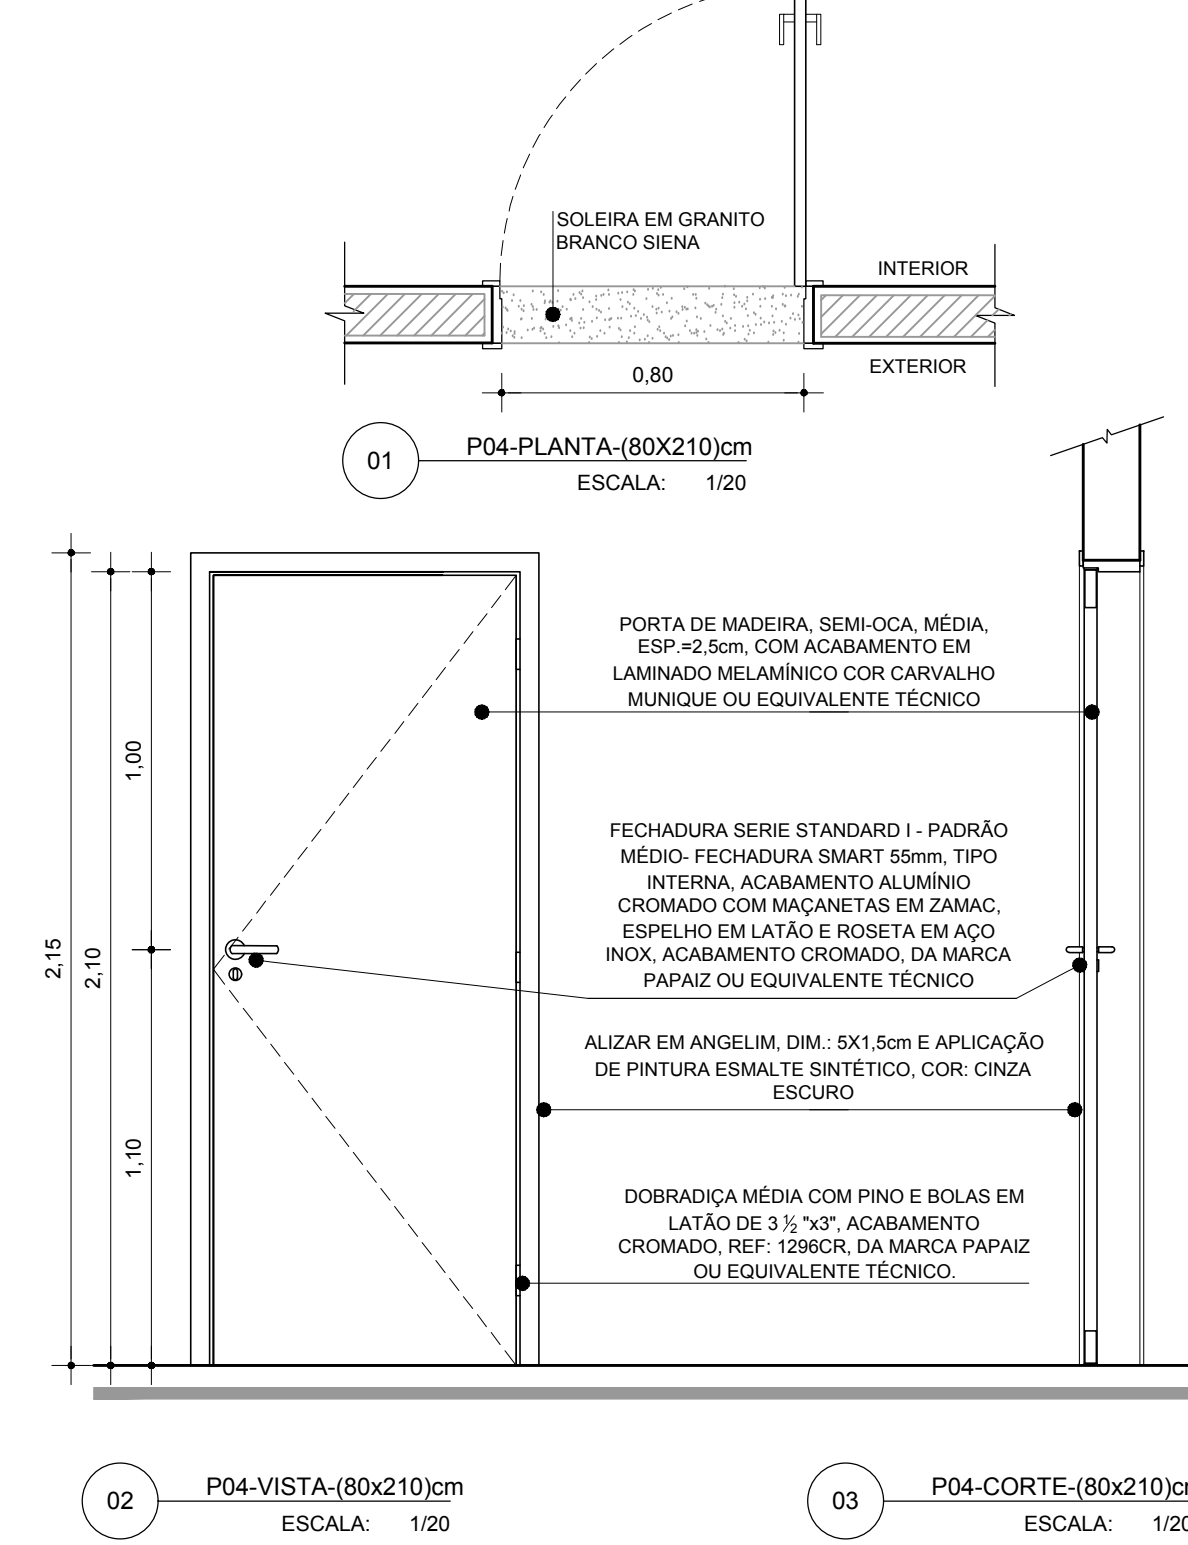 SOLEIRA EM GRANITO
BRANCO SIENA
INTERIOR
EXTERIOR
0,80
01
P04-PLANTA-(80X210)cm
ESCALA: 1/20
PORTA DE MADEIRA, SEMI-OCA, MÉDIA,
ESP.=2,5cm, COM ACABAMENTO EM
LAMINADO MELAMÍNICO COR CARVALHO
MUNIQUE OU EQUIVALENTE TÉCNICO
1,00
FECHADURA SERIE STANDARD I - PADRÃO
MÉDIO- FECHADURA SMART 55mm, TIPO
INTERNA, ACABAMENTO ALUMÍNIO
CROMADO COM MAÇANETAS EM ZAMAC,
ESPELHO EM LATÃO E ROSETA EM AÇO
INOX, ACABAMENTO CROMADO, DA MARCA
PAPAIZ OU EQUIVALENTE TÉCNICO
2,15
2,10
ALIZAR EM ANGELIM, DIM.: 5X1,5cm E APLICAÇÃO
DE PINTURA ESMALTE SINTÉTICO, COR: CINZA
ESCURO
1,10
DOBRADIÇA MÉDIA COM PINO E BOLAS EM
LATÃO DE 3 ½ "x3", ACABAMENTO
CROMADO, REF: 1296CR, DA MARCA PAPAIZ
OU EQUIVALENTE TÉCNICO.
02
P04-VISTA-(80x210)cm
ESCALA: 1/20
03
P04-CORTE-(80x210)c
ESCALA: 1/20